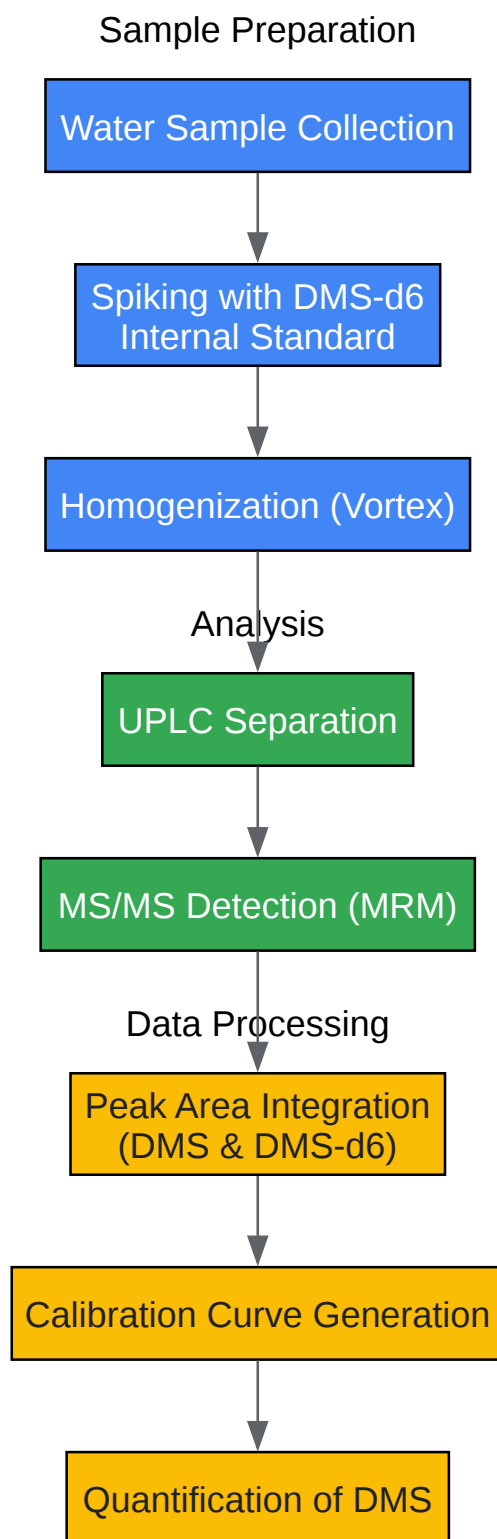 Sample Preparation
Water Sample Collection
Spiking with DMS-d6
Internal Standard
Homogenization (Vortex)
Analysis
UPLC Separation
MS/MS Detection (MRM)
Data Processing
Peak Area Integration
(DMS & DMS-d6)
Calibration Curve Generation
Quantification of DMS